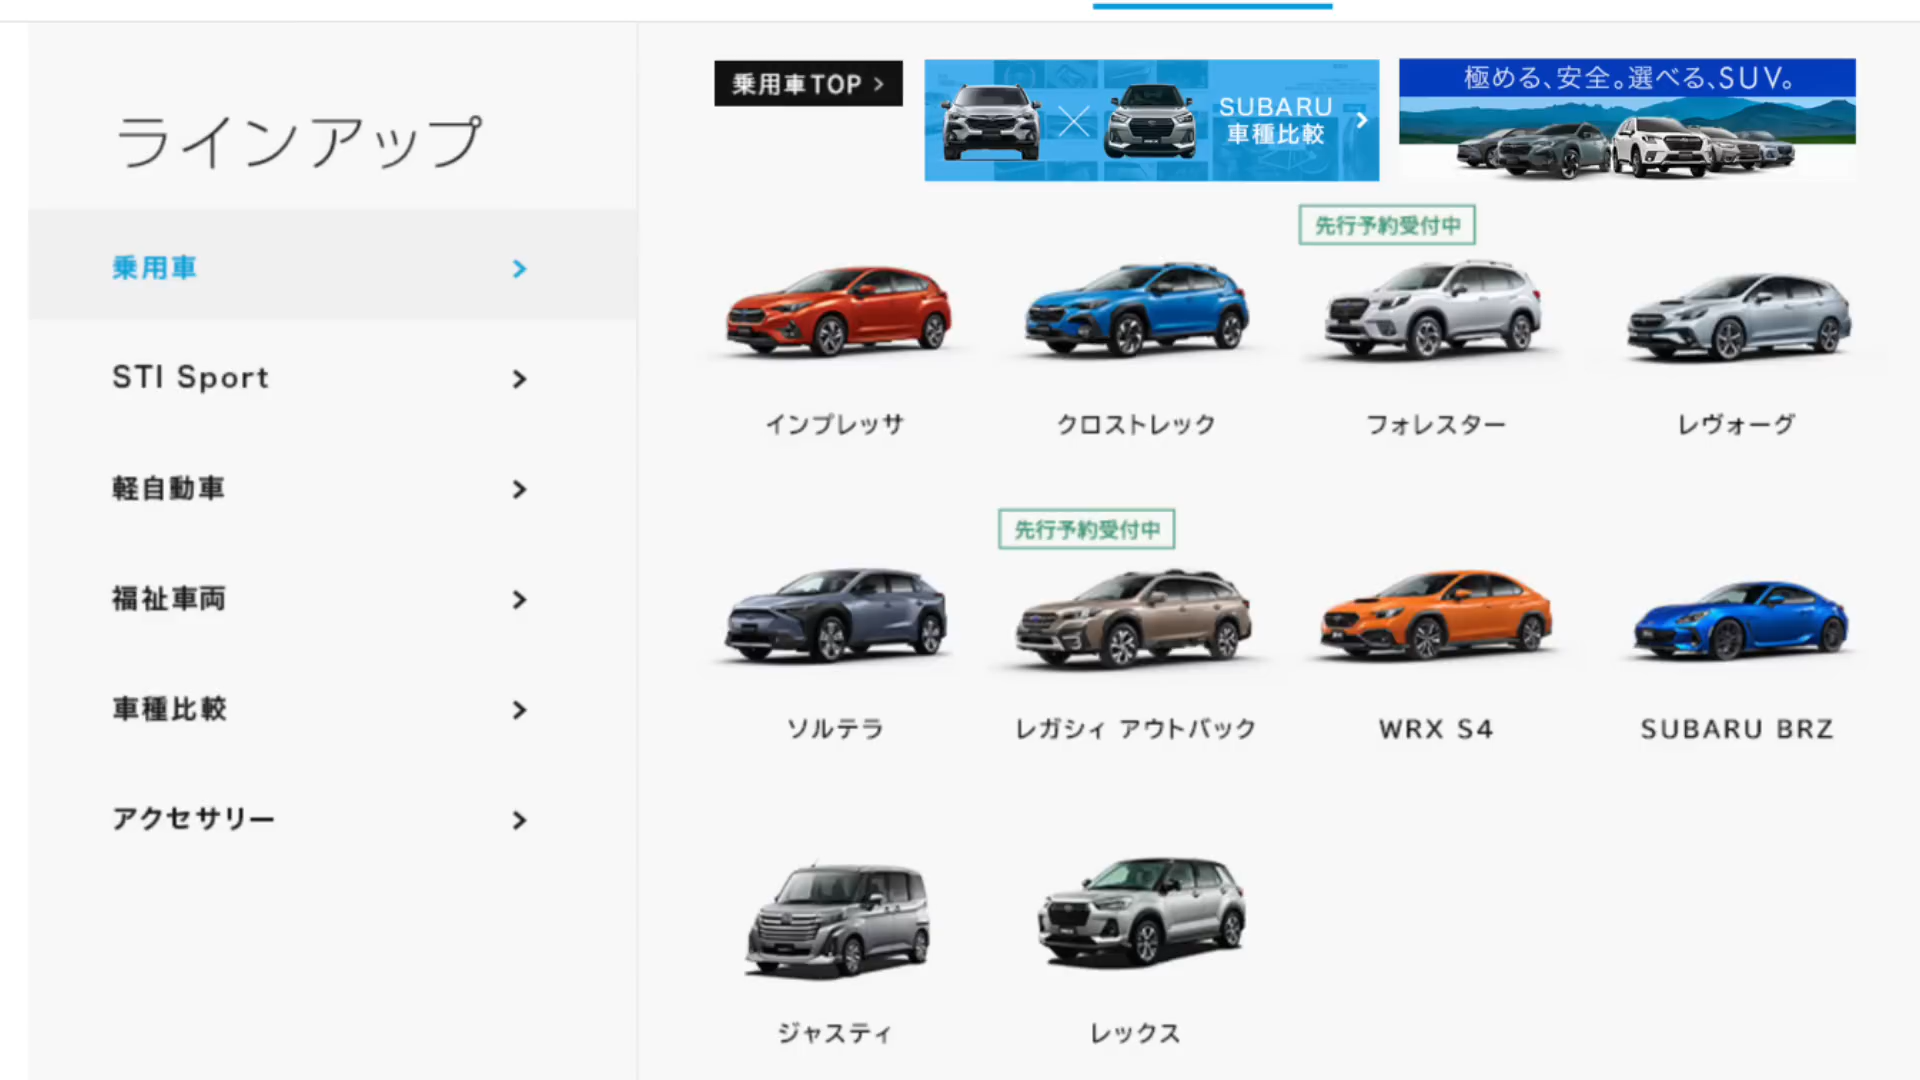 ラインアップ
乗用車
STI Sport
軽自動車
福祉車両
車種比較
アクセサリー
乗用車TOP
SUBARU
車種比較
極める、安全。選べる、SUV。
先行予約受付中
インプレッサ
クロストレック
フォレスター
レヴォーグ
先行予約受付中
ソルテラ
レガシィ アウトバック
WRX S4
SUBARU BRZ
ジャスティ
レックス